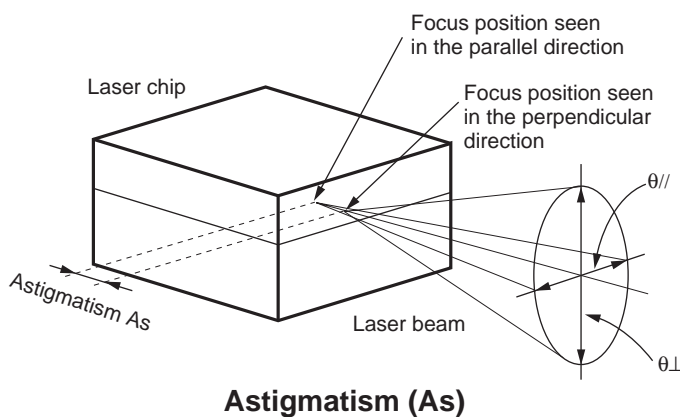 Focus position seen
in the parallel direction
Laser chip
Focus position seen
in the perpendicular
direction
θ//
Astigmatism As
Laser beam
θ⊥
Astigmatism (As)